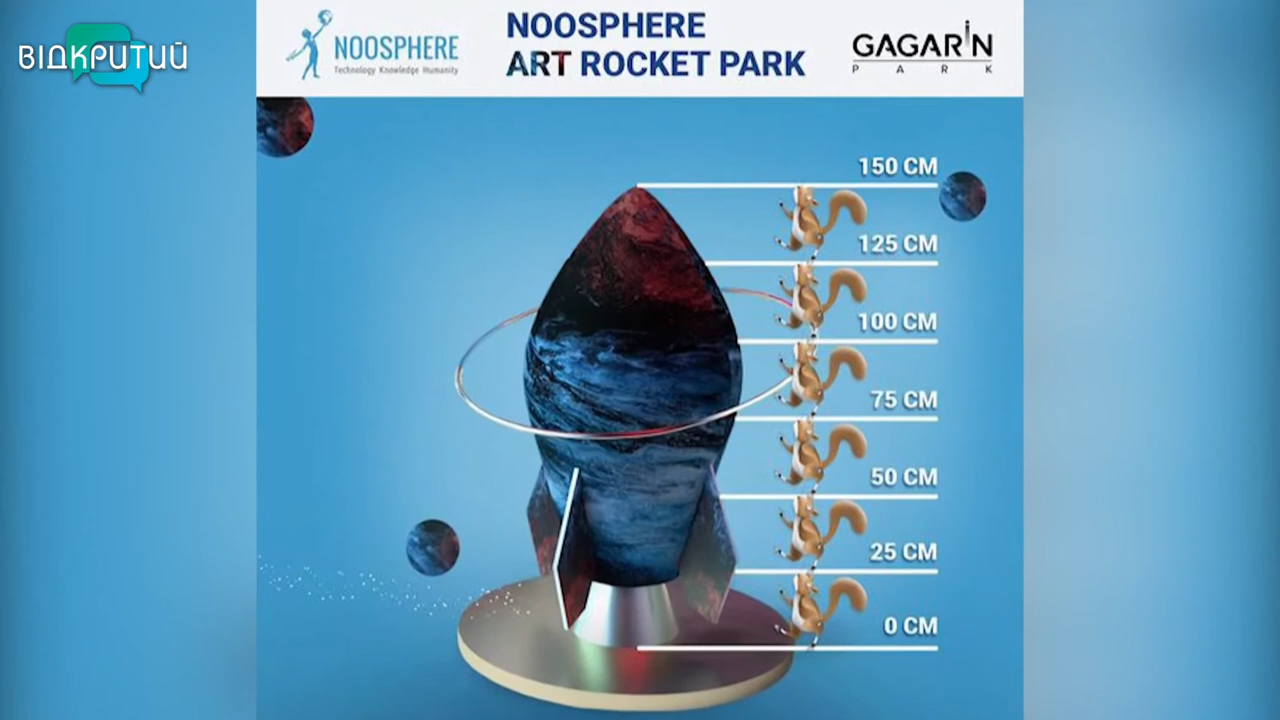 ВІДКРИТИЙ
NOOSPHERE
Technology Knowledge Humanity
NOOSPHERE
ART ROCKET PARK
GAGARIN
PARK
150 CM
125 CM
100 CM
75 CM
50 CM
25 CM
0 CM